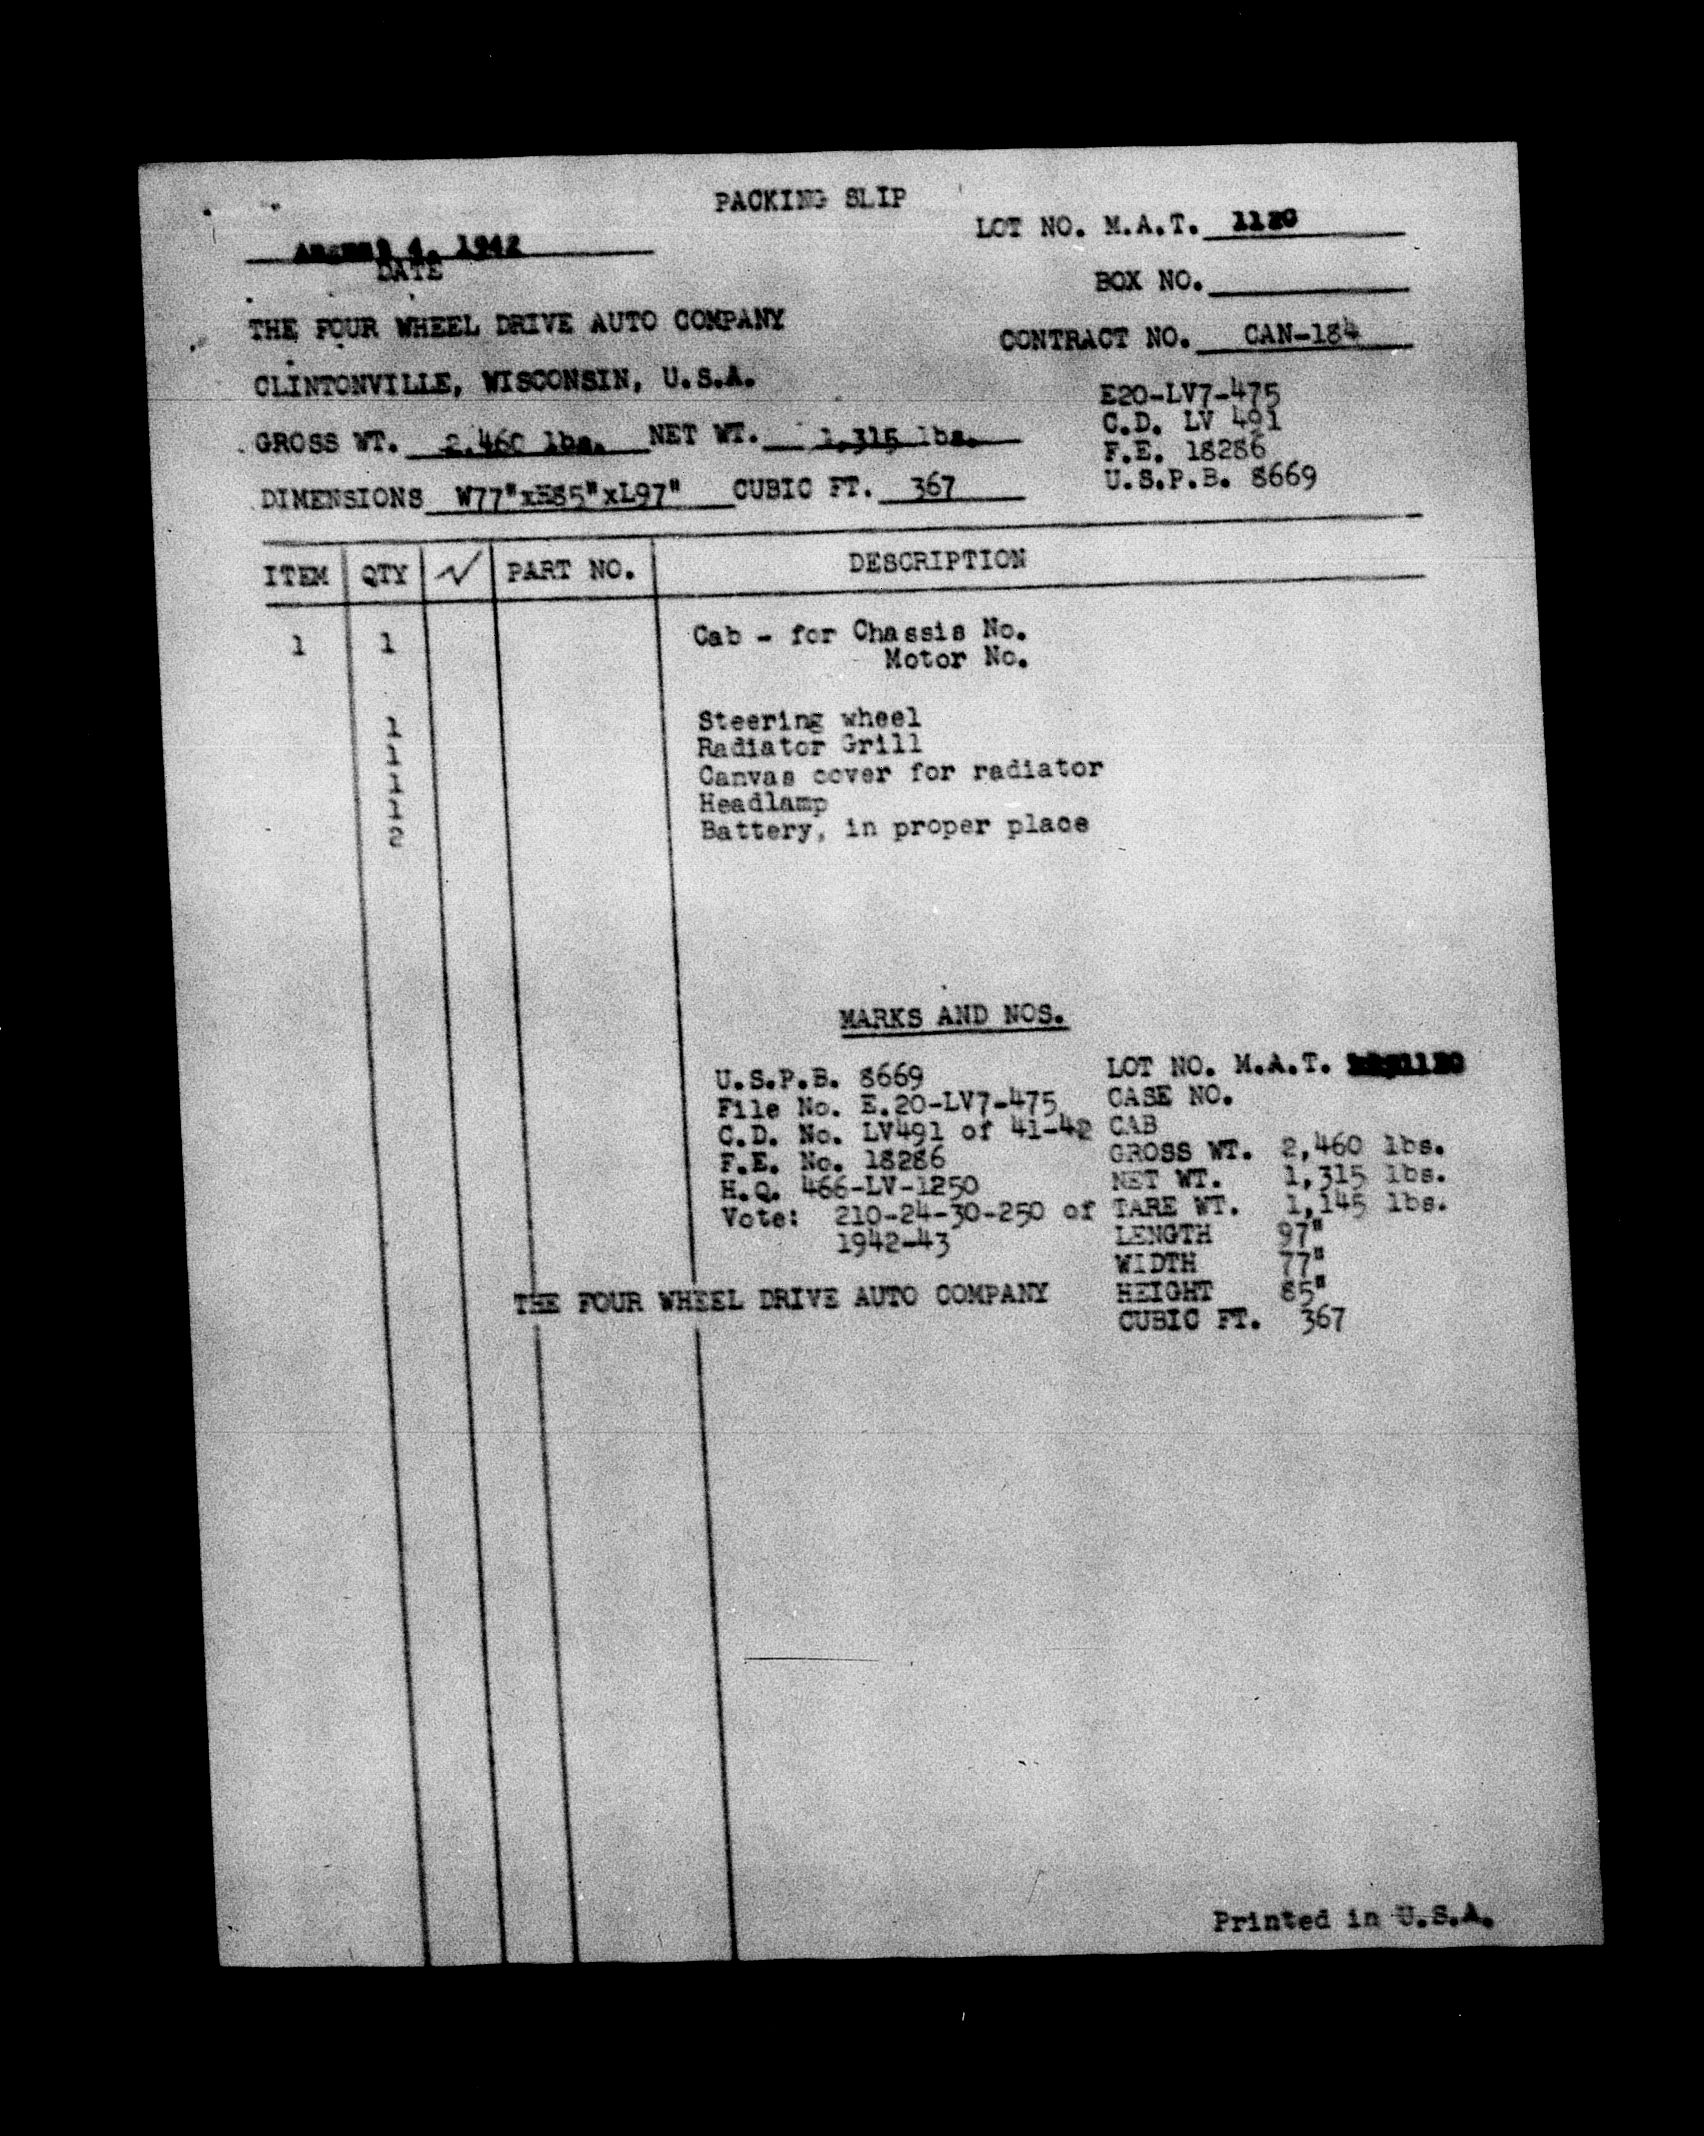 PACKING SLIP
LOT NO. M.A.T. 1120
August 4, 1942
DATE
BOX NO.
THE FOUR WHEEL DRIVE AUTO COMPANY
CONTRACT NO. CAN-184
CLINTONVILLE, WISCONSIN, U.S.A.
E20-LV7-475
C.D. LV 491
F.E. 18286
U.S.P.B. 8669
GROSS WT. 2,460 lbs. NET WT. 1,315 lbs.
DIMENSIONS W77"xH85"xL97" CUBIC FT. 367
ITEM QTY √ PART NO. DESCRIPTION
1 1 Cab - for Chassis No.
Motor No.
1 Steering wheel
1 Radiator Grill
1 Canvas cover for radiator
1 Headlamp
2 Battery, in proper place
MARKS AND NOS.
U.S.P.B. 8669
File No. E.20-LV7-475
C.D. No. LV491 of 41-42
F.E. No. 18286
H.Q. 466-LV-1250
Vote: 210-24-30-250 of
1942-43
THE FOUR WHEEL DRIVE AUTO COMPANY
LOT NO. M.A.T. 1120
CASE NO.
CAB
GROSS WT. 2,460 lbs.
NET WT. 1,315 lbs.
TARE WT. 1,145 lbs.
LENGTH 97"
WIDTH 77"
HEIGHT 85"
CUBIC FT. 367
Printed in U.S.A.